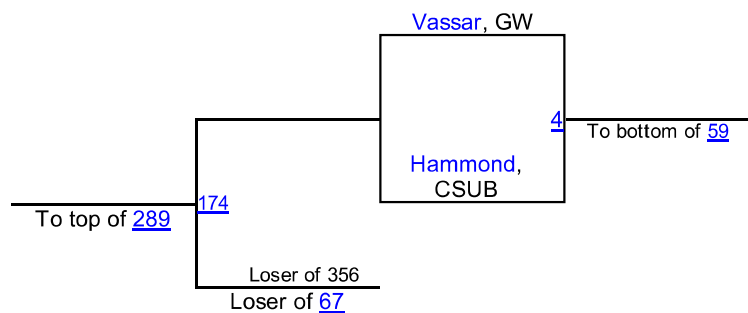 Vassar, GW
4
To bottom of 59
Hammond,
CSUB
174
To top of 289
Loser of 356
Loser of 67